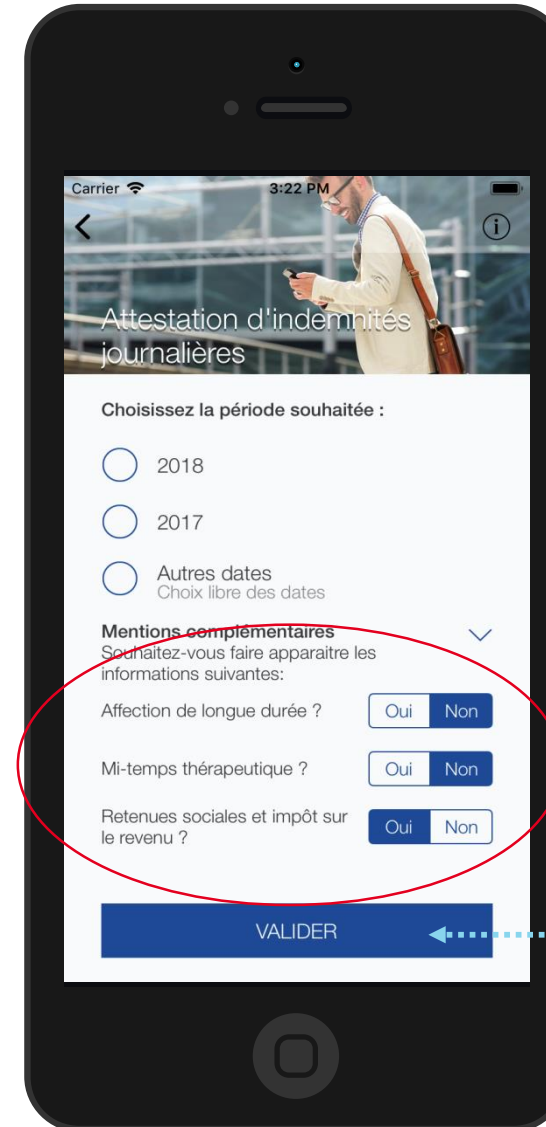 Carrier 3:22 PM
Attestation d'indemnités
journalières
Choisissez la période souhaitée :
2018
2017
Autres dates
Choix libre des dates
Mentions complémentaires
Souhaitez-vous faire apparaitre les
informations suivantes:
Affection de longue durée ? Oui Non
Mi-temps thérapeutique ? Oui Non
Retenues sociales et impôt sur
le revenu ? Oui Non
VALIDER